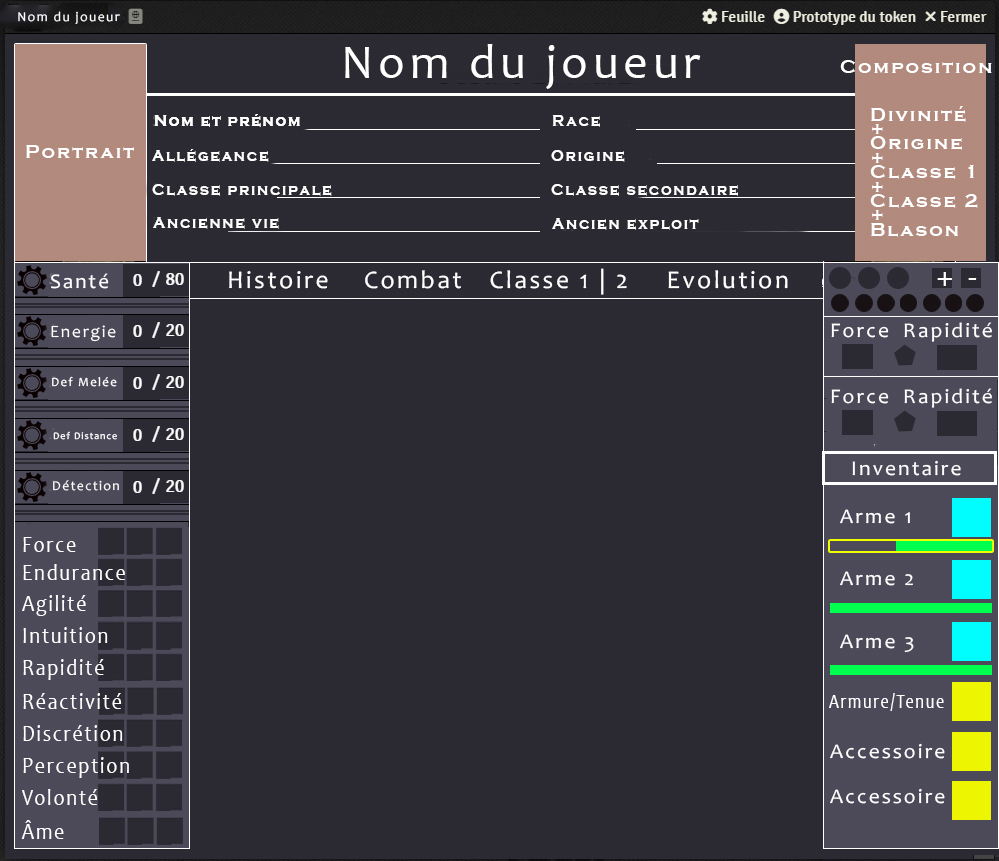 Nom du joueur
Feuille Prototype du token ✕ Fermer
Nom du joueur
Portrait
Nom et prénom
Race
Allégeance
Origine
Classe principale
Classe secondaire
Ancienne vie
Ancien exploit
Composition
Divinité
+
Origine
+
Classe 1
+
Classe 2
+
Blason
Santé 0 / 80
Energie 0 / 20
Def Melée 0 / 20
Def Distance 0 / 20
Détection 0 / 20
Force
Endurance
Agilité
Intuition
Rapidité
Réactivité
Discrétion
Perception
Volonté
Âme
Histoire Combat Classe 1 | 2 Evolution
+ -
Force Rapidité
Force Rapidité
Inventaire
Arme 1
Arme 2
Arme 3
Armure/Tenue
Accessoire
Accessoire